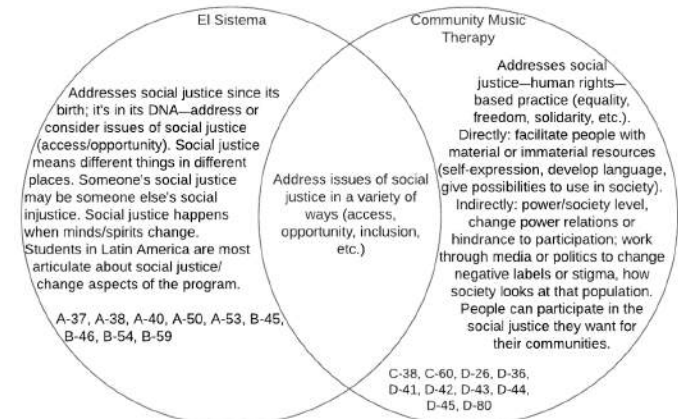 El Sistema
Addresses social justice since its
birth; it's in its DNA—address or
consider issues of social justice
(access/opportunity). Social justice
means different things in different
places. Someone's social justice
may be someone else's social
injustice. Social justice happens
when minds/spirits change.
Students in Latin America are most
articulate about social justice/
change aspects of the program.
A-37, A-38, A-40, A-50, A-53, B-45,
B-46, B-54, B-59
Address issues of social
justice in a variety of
ways (access,
opportunity, inclusion,
etc.)
Community Music
Therapy
Addresses social
justice—human rights—
based practice (equality,
freedom, solidarity, etc.).
Directly: facilitate people with
material or immaterial resources
(self-expression, develop language,
give possibilities to use in society).
Indirectly: power/society level,
change power relations or
hindrance to participation; work
through media or politics to change
negative labels or stigma, how
society looks at that population.
People can participate in the
social justice they want for
their communities.
C-38, C-60, D-26, D-36,
D-41, D-42, D-43, D-44,
D-45, D-80